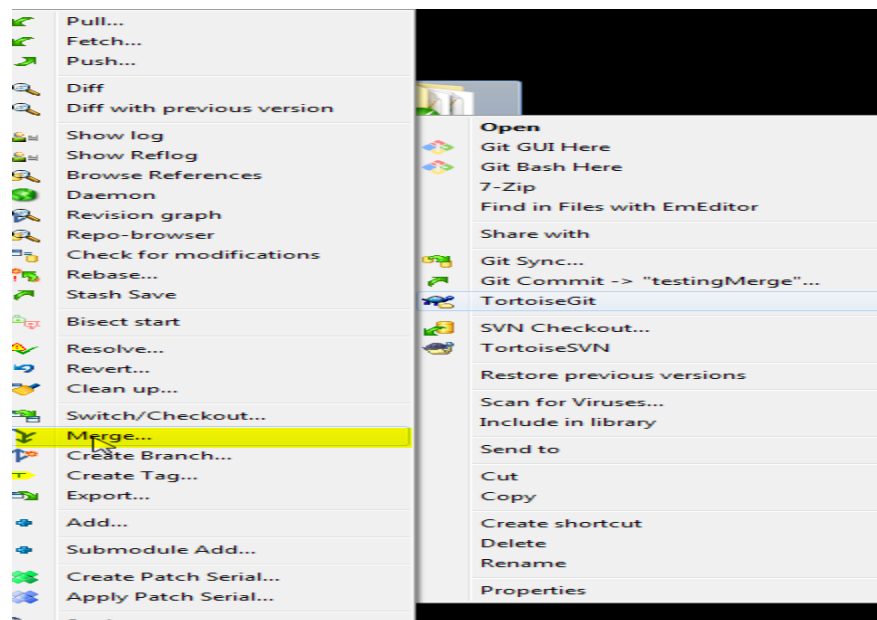 Pull...
Fetch...
Push...
Diff
Diff with previous version
Show log
Show Reflog
Browse References
Daemon
Revision graph
Repo-browser
Check for modifications
Rebase...
Stash Save
Bisect start
Resolve...
Revert...
Clean up...
Switch/Checkout...
Merge...
Create Branch...
Create Tag...
Export...
Add...
Submodule Add...
Create Patch Serial...
Apply Patch Serial...
Open
Git GUI Here
Git Bash Here
7-Zip
Find in Files with EmEditor
Share with
Git Sync...
Git Commit -> "testingMerge"...
TortoiseGit
SVN Checkout...
TortoiseSVN
Restore previous versions
Scan for Viruses...
Include in library
Send to
Cut
Copy
Create shortcut
Delete
Rename
Properties